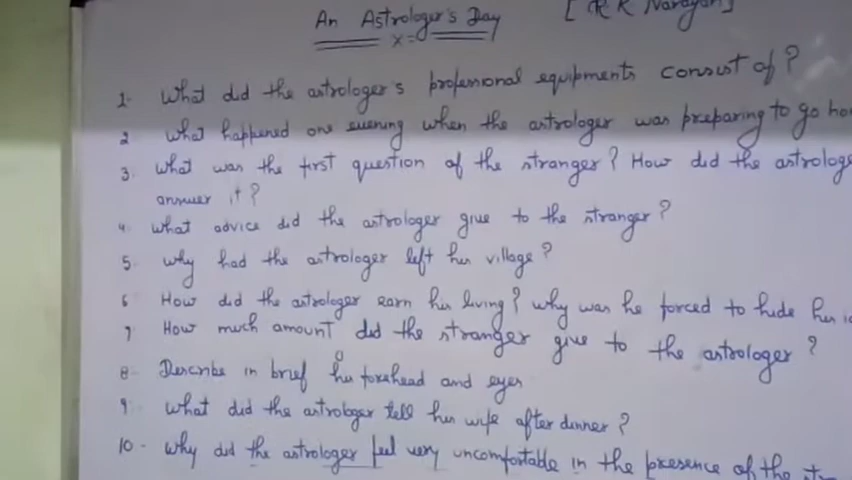 An Astrologer's Day [R K Narayan]
x
1. What did the astrologer's professional equipments consist of?
2 What happened one evening when the astrologer was preparing to go
3. What was the first question of the stranger? How did the astrologe
answer it?
4. What advice did the astrologer give to the stranger?
5. Why had the astrologer left his village?
6 How did the astrologer earn his living? Why was he forced to hide his
7 How much amount did the stranger give to the astrologer?
8. Describe in brief his forehead and eyes
9. What did the astrologer tell his wife after dinner?
10 - Why did the astrologer feel very uncomfortable in the presence of the